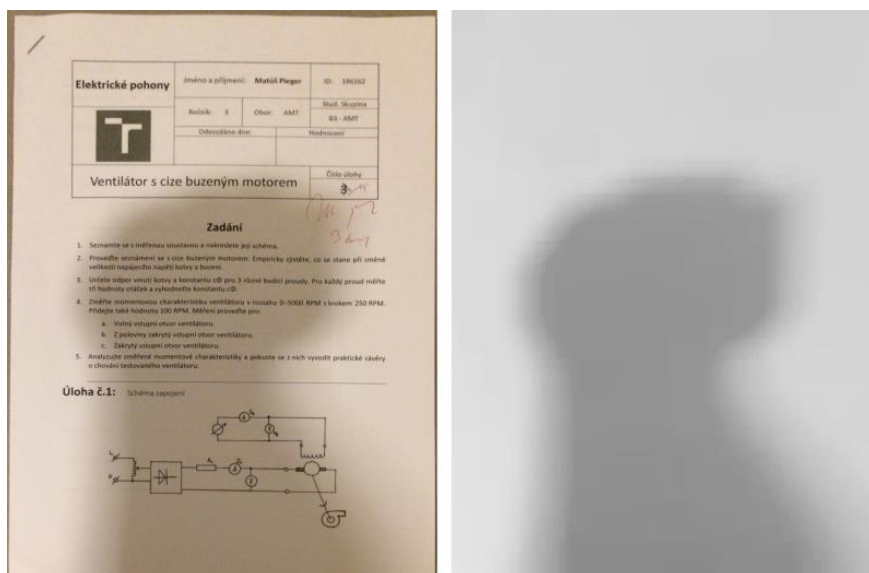 Elektrické pohony
Jméno a příjmení: Matúš Pieger
ID: 186162
Ročník: 3
Obor: AMT
Stud. Skupina
B3 - AMT
Odevzdáno dne:
Hodnocení
Ventilátor s cize buzeným motorem
Číslo úlohy
3
Zadání
1. Seznamte se s měřenou soustavou a nakreslete její schéma.
2. Proveďte seznámení se s cize buzeným motorem: Empiricky zjistěte, co se stane při změně
velikosti napájecího napětí kotvy a buzení.
3. Určete odpor vinutí kotvy a konstantu cΦ pro 3 různé budicí proudy. Pro každý proud měřte
tři hodnoty otáček a vyhodnoťte konstantu cΦ.
4. Změřte momentovou charakteristiku ventilátoru v rozsahu 0–5000 RPM s krokem 250 RPM.
Přidejte také hodnotu 100 RPM. Měření proveďte pro:
a. Volný vstupní otvor ventilátoru.
b. Z poloviny zakrytý vstupní otvor ventilátoru.
c. Zakrytý vstupní otvor ventilátoru.
5. Analyzujte změřené momentové charakteristiky a pokuste se z nich vyvodit praktické závěry
o chování testovaného ventilátoru.
Úloha č.1: Schéma zapojení
A
V
A
V